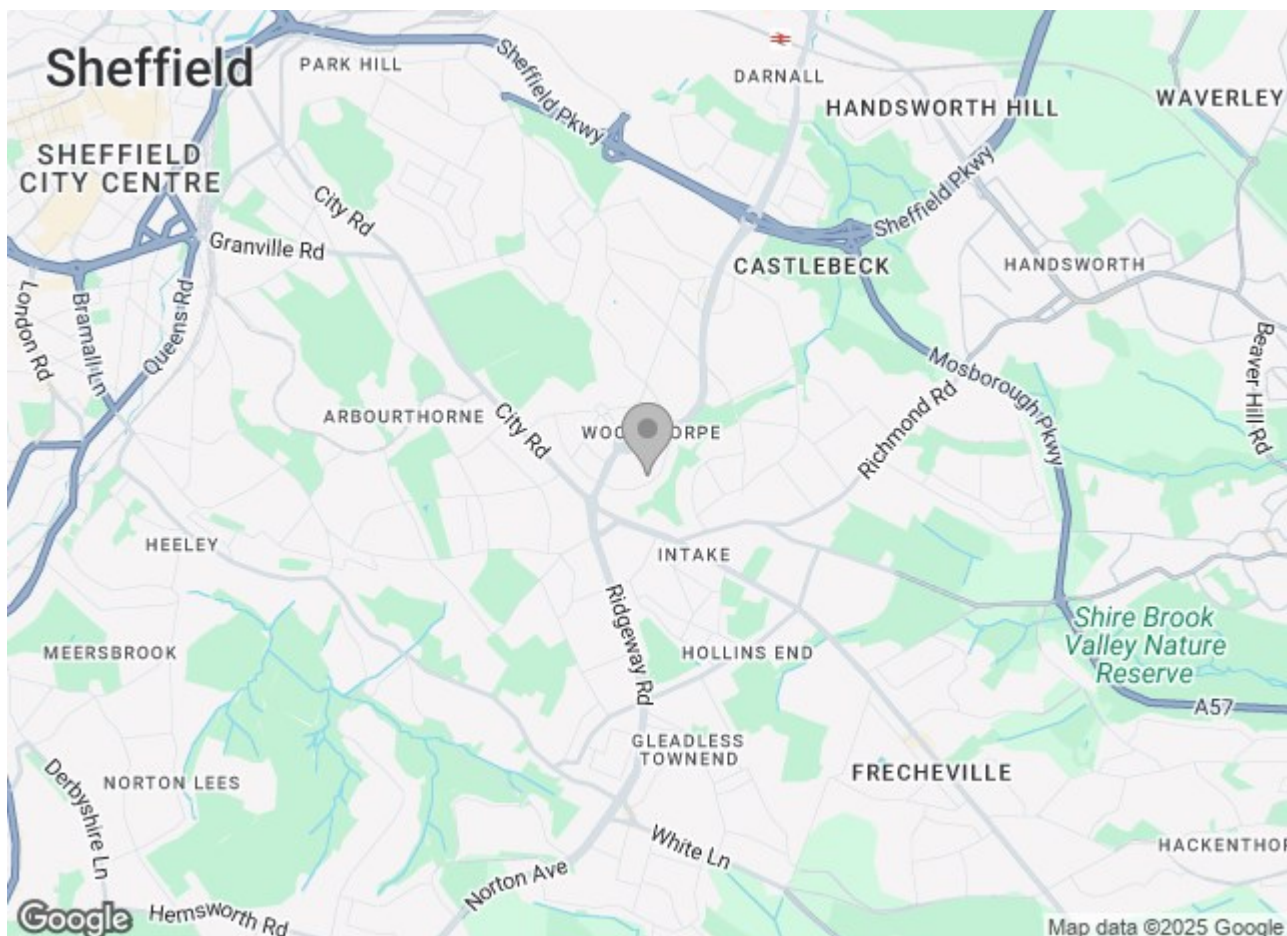 Sheffield
PARK HILL
Sheffield Pkwy
DARNALL
HANDSWORTH HILL
WAVERLEY
SHEFFIELD
CITY CENTRE
City Rd
Granville Rd
Sheffield Pkwy
CASTLEBECK
HANDSWORTH
London Rd
Bramall Ln
Queens Rd
Mosborough Pkwy
Beaver Hill Rd
ARBOURTHORNE
City Rd
Richmond Rd
HEELEY
INTAKE
Ridgeway Rd
MEERSBROOK
HOLLINS END
Shire Brook
Valley Nature
Reserve
A57
GLEADLESS
TOWNEND
NORTON LEES
FRECHEVILLE
Derbyshire Ln
White Ln
HACKENTHOR
Norton Ave
Hemsworth Rd
Google
Map data ©2025 Google